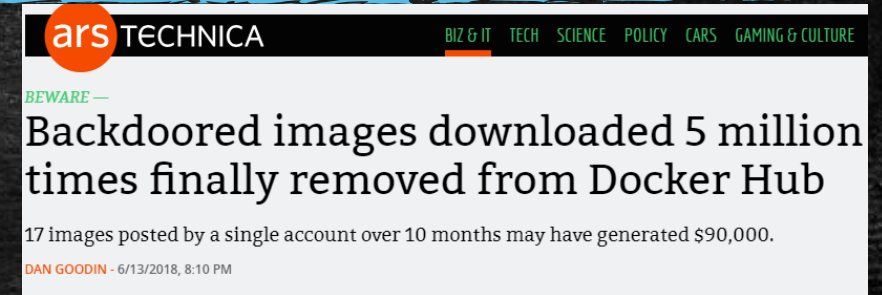 ars TECHNICA
BIZ & IT TECH SCIENCE POLICY CARS GAMING & CULTURE
BEWARE —
Backdoored images downloaded 5 million
times finally removed from Docker Hub
17 images posted by a single account over 10 months may have generated $90,000.
DAN GOODIN - 6/13/2018, 8:10 PM